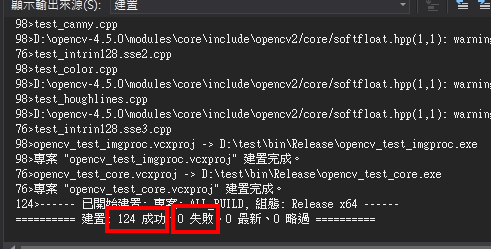 顯示輸出來源(S): 建置
98>test_canny.cpp
98>D:\opencv-4.5.0\modules\core\include\opencv2/core/softfloat.hpp(1,1): warning
76>test_intrin128.sse2.cpp
98>test_color.cpp
98>D:\opencv-4.5.0\modules\core\include\opencv2/core/softfloat.hpp(1,1): warning
98>test_houghlines.cpp
98>D:\opencv-4.5.0\modules\core\include\opencv2/core/softfloat.hpp(1,1): warning
76>test_intrin128.sse3.cpp
98>opencv_test_imgproc.vcxproj -> D:\test\bin\Release\opencv_test_imgproc.exe
98>專案 "opencv_test_imgproc.vcxproj" 建置完成。
76>opencv_test_core.vcxproj -> D:\test\bin\Release\opencv_test_core.exe
76>專案 "opencv_test_core.vcxproj" 建置完成。
124>------ 已開始建置: 專案: ALL_BUILD, 組態: Release x64 ------
========== 建置: 124 成功、0 失敗、0 最新、0 略過 ==========